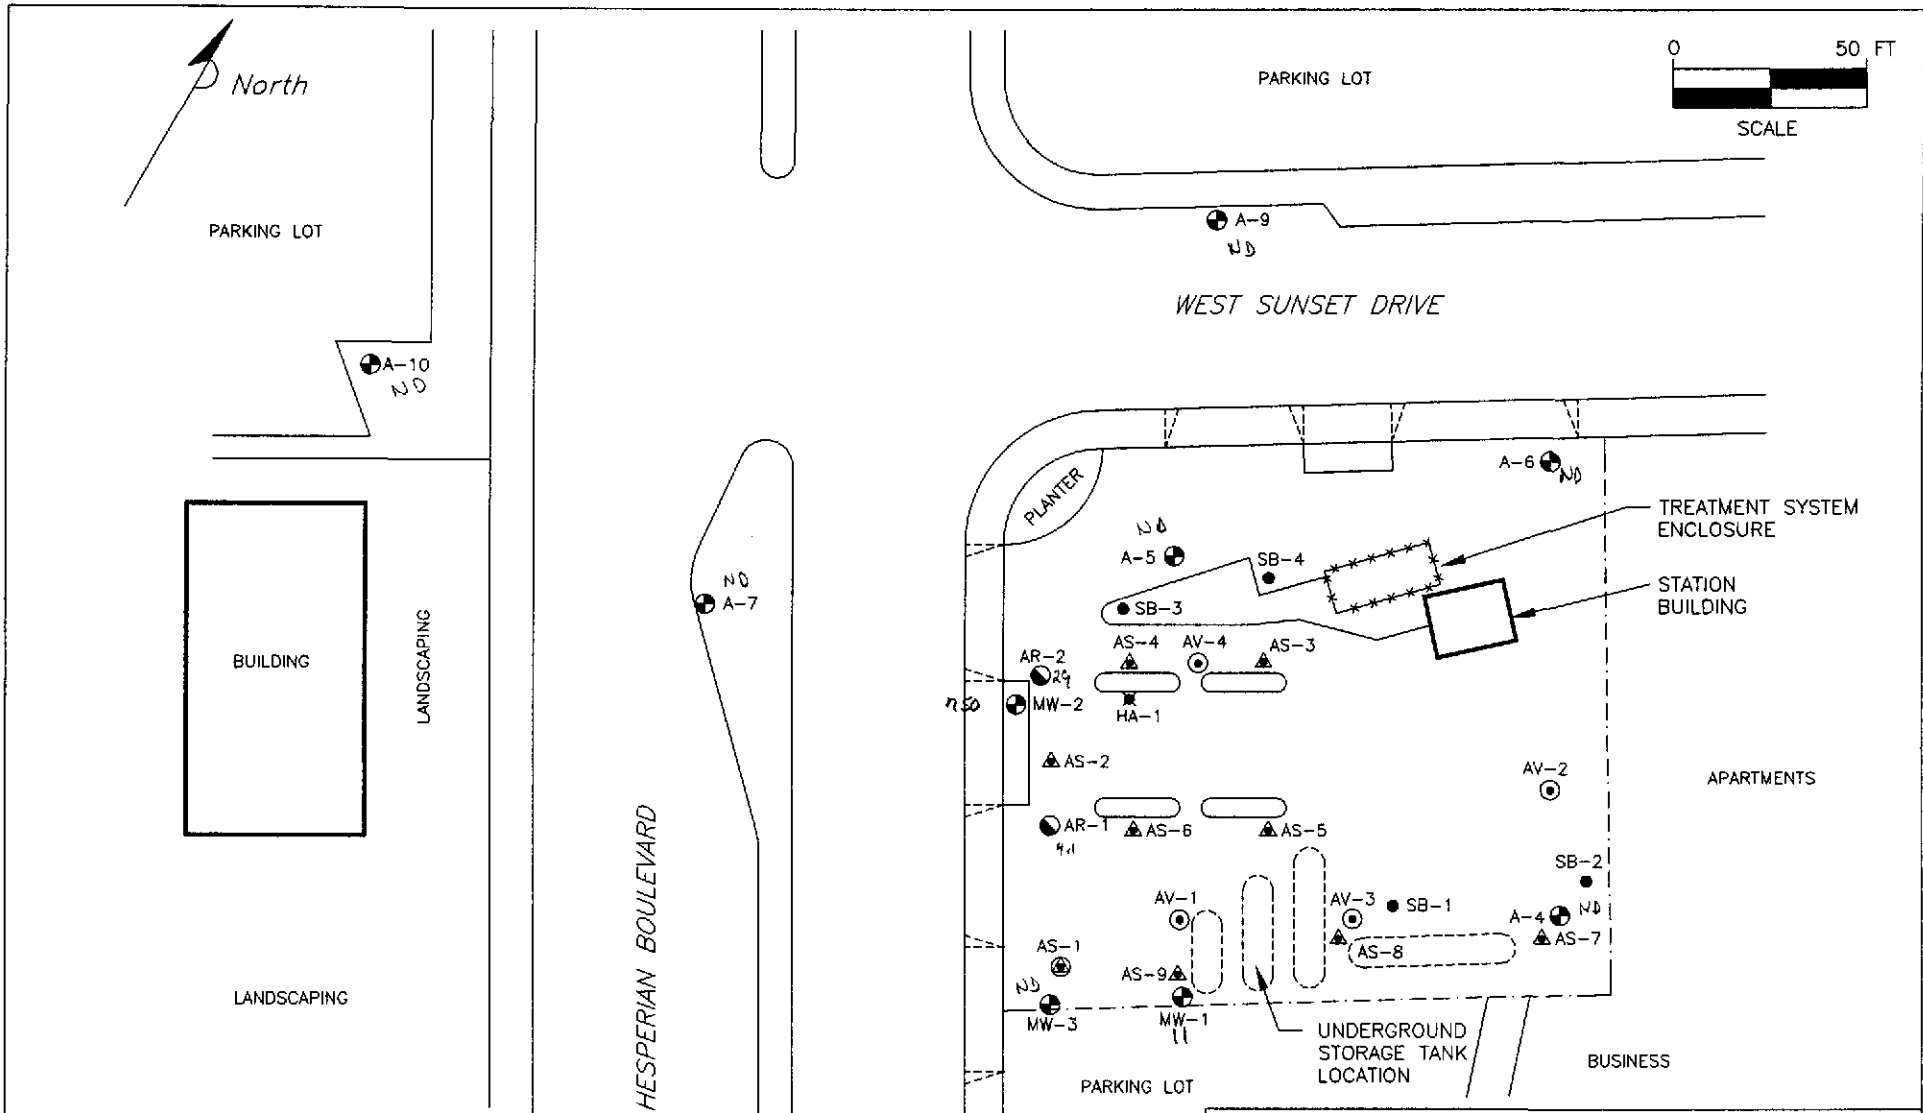 0 50 FT
SCALE
North
PARKING LOT
PARKING LOT
A-9
ND
WEST SUNSET DRIVE
A-10
ND
A-6
ND
PLANTER
TREATMENT SYSTEM
ENCLOSURE
ND
A-5
SB-4
STATION
BUILDING
ND
A-7
SB-3
BUILDING
LANDSCAPING
AS-4
AV-4
AS-3
AR-2
29
MW-2
HA-1
AS-2
AV-2
APARTMENTS
HESPERIAN BOULEVARD
AR-1
AS-6
AS-5
SB-2
AV-1
AV-3
SB-1
A-4
ND
AS-1
AS-9
AS-8
AS-7
LANDSCAPING
ND
MW-3
MW-1
11
UNDERGROUND
STORAGE TANK
LOCATION
BUSINESS
PARKING LOT